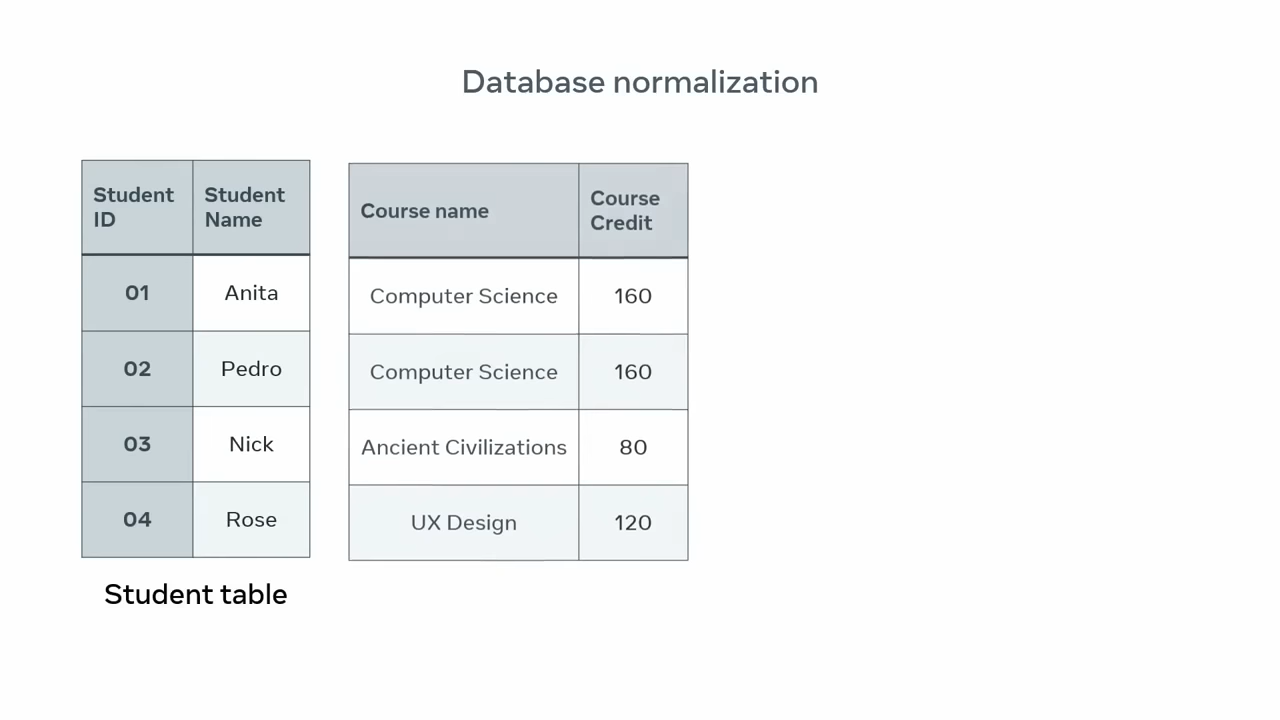 Database normalization
Student ID
Student Name
01
Anita
02
Pedro
03
Nick
04
Rose
Student table
Course name
Course Credit
Computer Science
160
Computer Science
160
Ancient Civilizations
80
UX Design
120